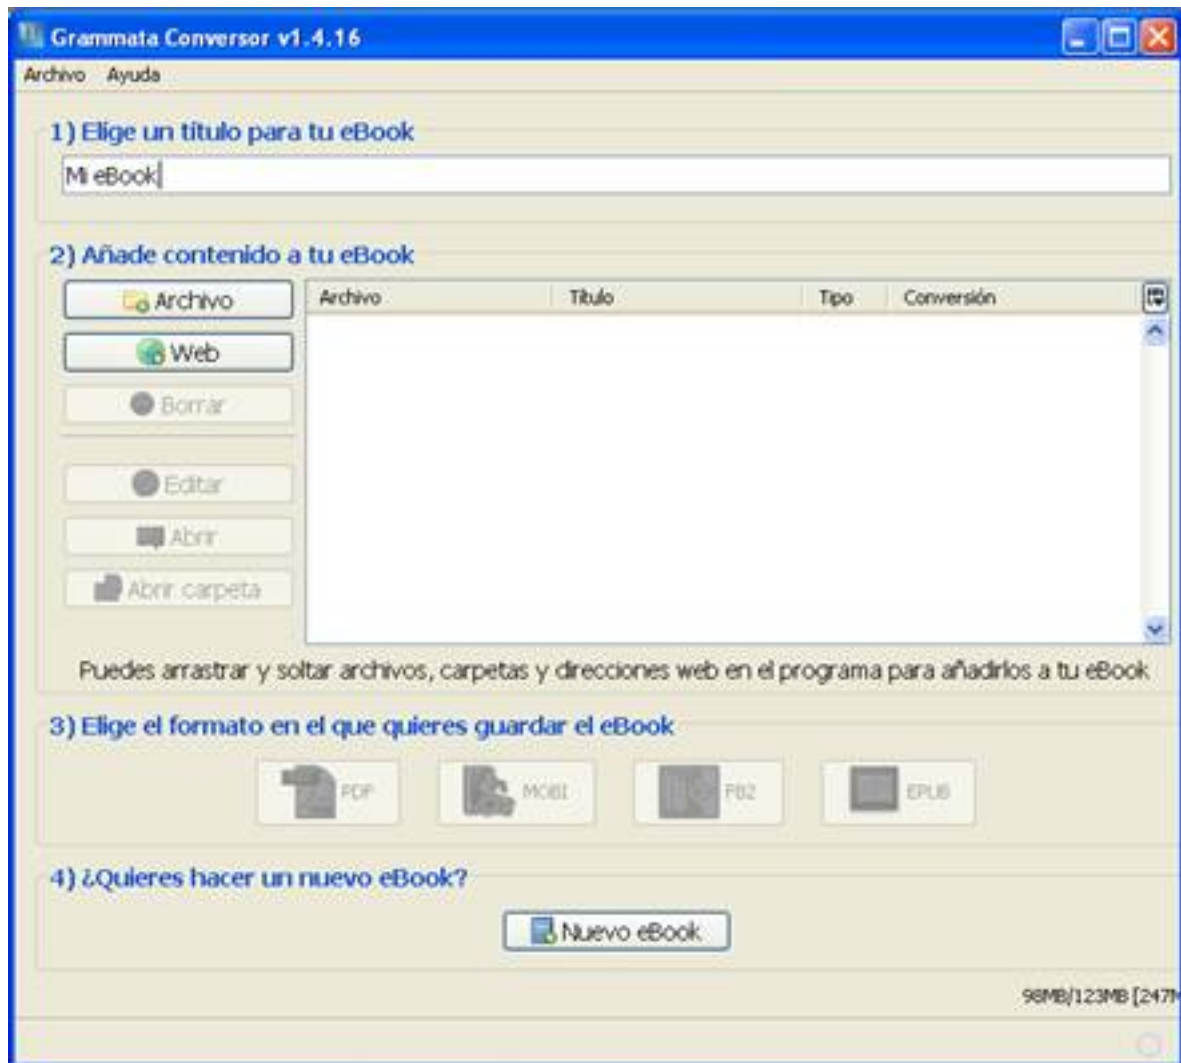 Grammata Conversor v1.4.16
Archivo Ayuda
1) Elige un título para tu eBook
Mi eBook
2) Añade contenido a tu eBook
Archivo
Web
Borrar
Editar
Abrir
Abrir carpeta
Archivo Título Tipo Conversión
Puedes arrastrar y soltar archivos, carpetas y direcciones web en el programa para añadirlos a tu eBook
3) Elige el formato en el que quieres guardar el eBook
PDF MOBI FB2 EPUB
4) ¿Quieres hacer un nuevo eBook?
Nuevo eBook
98MB/123MB [247M